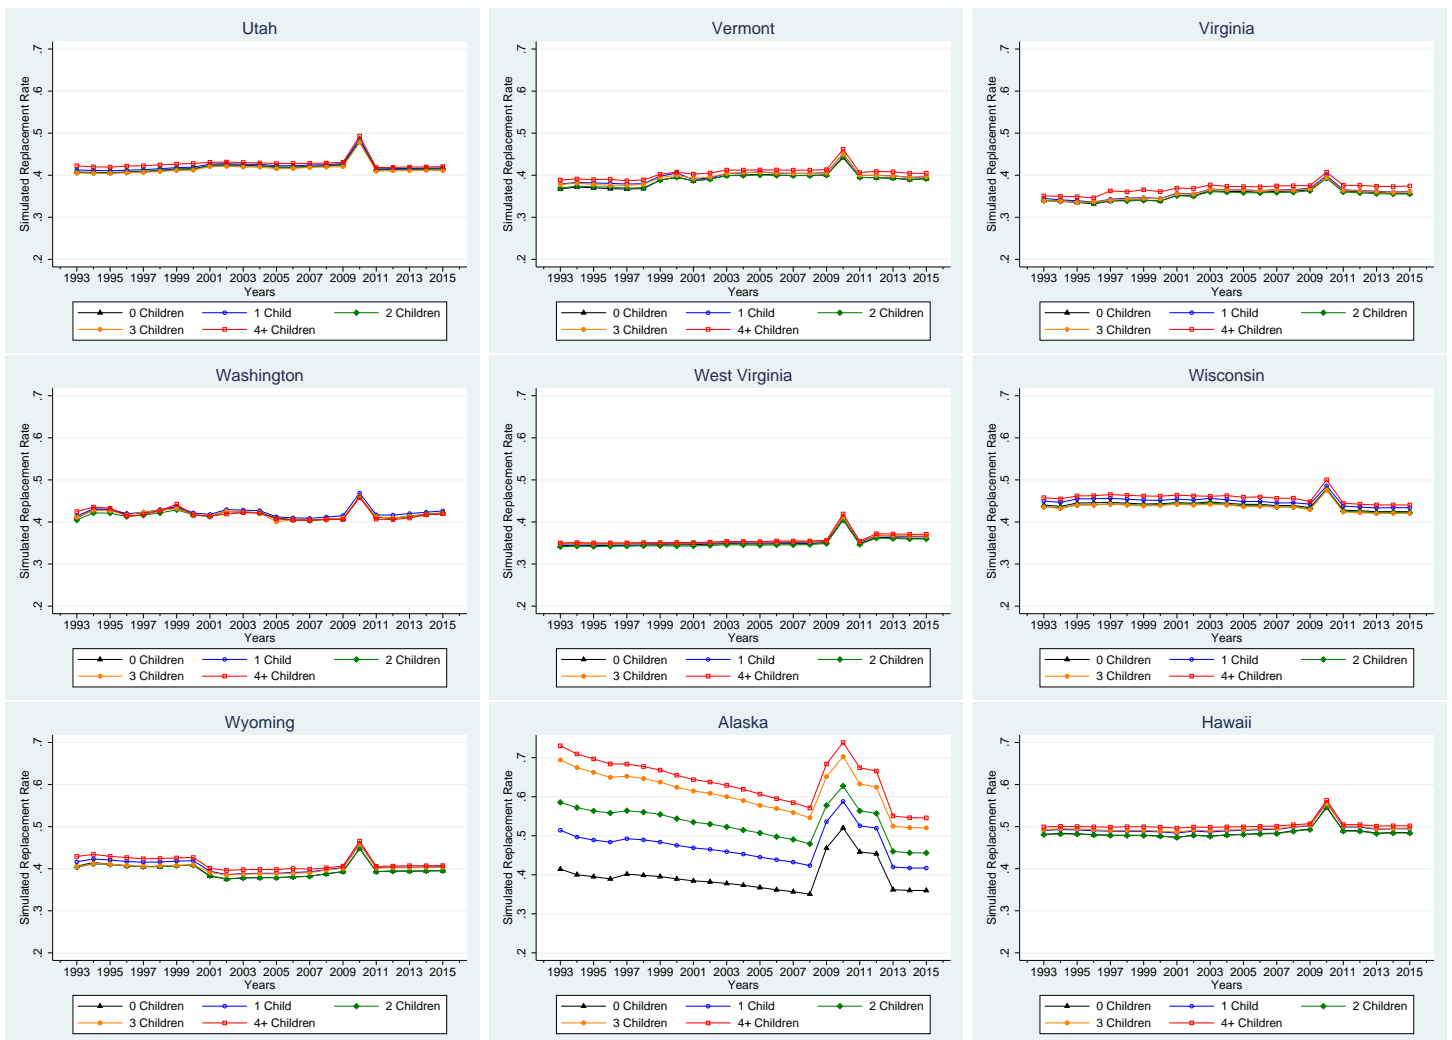 Utah
Simulated Replacement Rate
.7
.6
.5
.4
.3
.2
1993 1995 1997 1999 2001 2003 2005 2007 2009 2011 2013 2015
Years
0 Children 1 Child 2 Children
3 Children 4+ Children
Vermont
Simulated Replacement Rate
.7
.6
.5
.4
.3
.2
1993 1995 1997 1999 2001 2003 2005 2007 2009 2011 2013 2015
Years
0 Children 1 Child 2 Children
3 Children 4+ Children
Virginia
Simulated Replacement Rate
.7
.6
.5
.4
.3
.2
1993 1995 1997 1999 2001 2003 2005 2007 2009 2011 2013 2015
Years
0 Children 1 Child 2 Children
3 Children 4+ Children
Washington
Simulated Replacement Rate
.7
.6
.5
.4
.3
.2
1993 1995 1997 1999 2001 2003 2005 2007 2009 2011 2013 2015
Years
0 Children 1 Child 2 Children
3 Children 4+ Children
West Virginia
Simulated Replacement Rate
.7
.6
.5
.4
.3
.2
1993 1995 1997 1999 2001 2003 2005 2007 2009 2011 2013 2015
Years
0 Children 1 Child 2 Children
3 Children 4+ Children
Wisconsin
Simulated Replacement Rate
.7
.6
.5
.4
.3
.2
1993 1995 1997 1999 2001 2003 2005 2007 2009 2011 2013 2015
Years
0 Children 1 Child 2 Children
3 Children 4+ Children
Wyoming
Simulated Replacement Rate
.7
.6
.5
.4
.3
.2
1993 1995 1997 1999 2001 2003 2005 2007 2009 2011 2013 2015
Years
0 Children 1 Child 2 Children
3 Children 4+ Children
Alaska
Simulated Replacement Rate
.7
.6
.5
.4
.3
.2
1993 1995 1997 1999 2001 2003 2005 2007 2009 2011 2013 2015
Years
0 Children 1 Child 2 Children
3 Children 4+ Children
Hawaii
Simulated Replacement Rate
.7
.6
.5
.4
.3
.2
1993 1995 1997 1999 2001 2003 2005 2007 2009 2011 2013 2015
Years
0 Children 1 Child 2 Children
3 Children 4+ Children